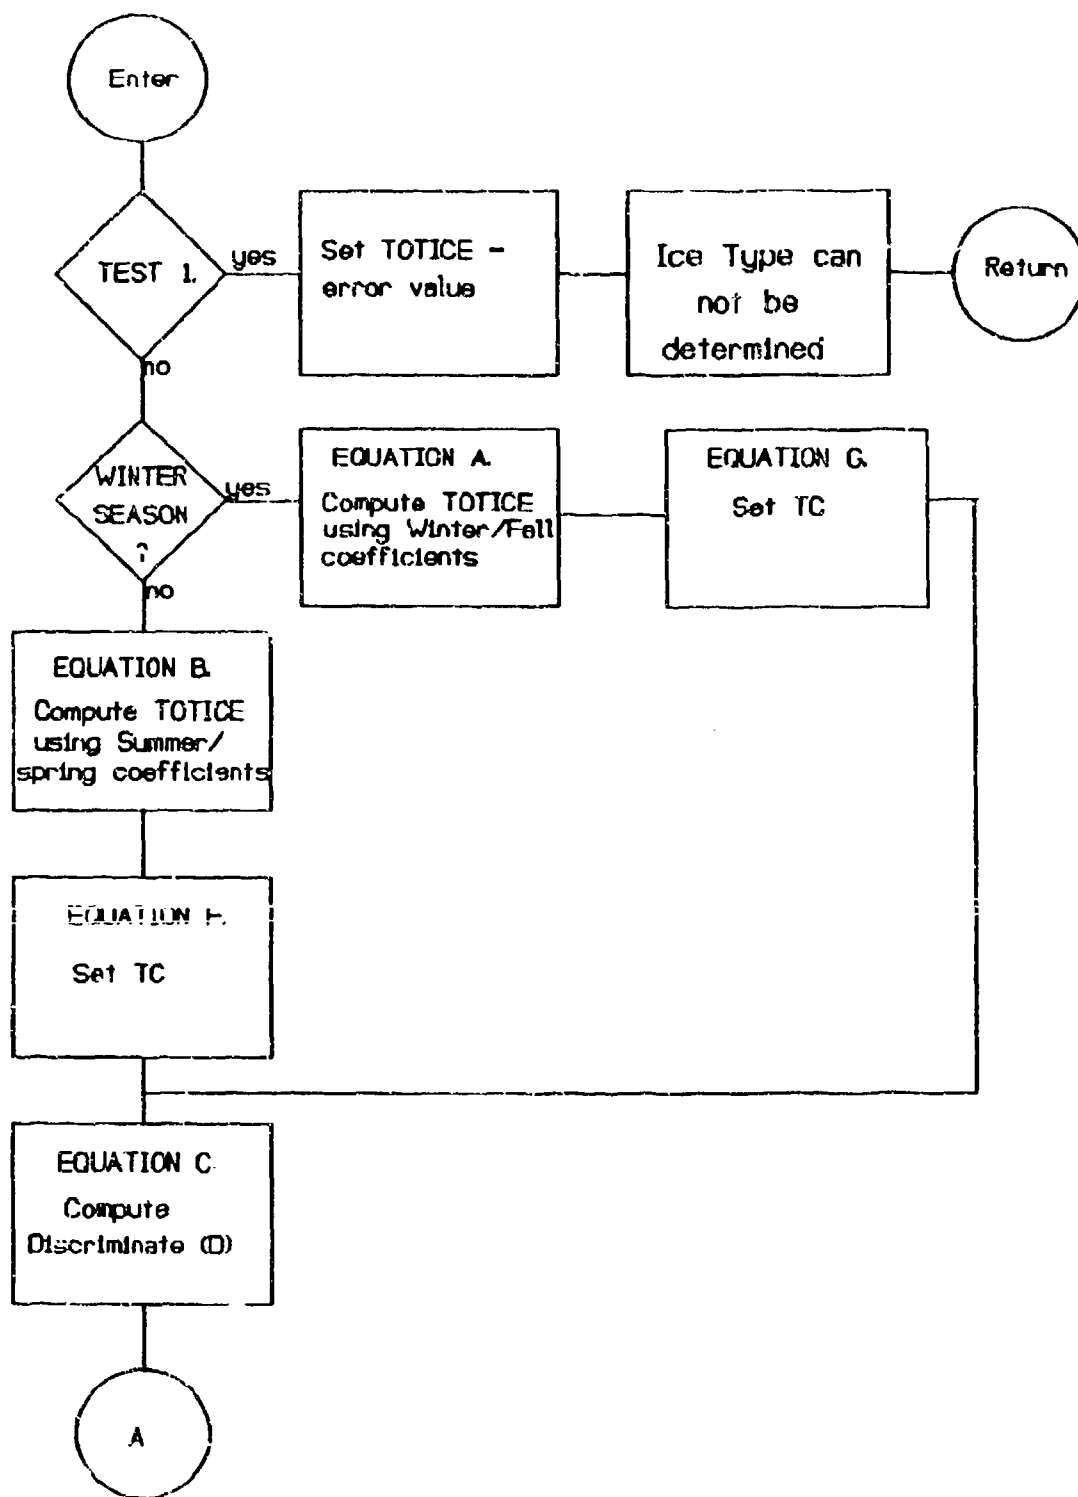 Enter
TEST 1.
yes
Set TOTICE -
error value
Ice Type can
not be
determined
Return
no
WINTER
SEASON
?
yes
EQUATION A.
Compute TOTICE
using Winter/Fall
coefficients
EQUATION G.
Set TC
no
EQUATION B.
Compute TOTICE
using Summer/
spring coefficients
EQUATION
Set TC
EQUATION C.
Compute
Discriminate (D)
A